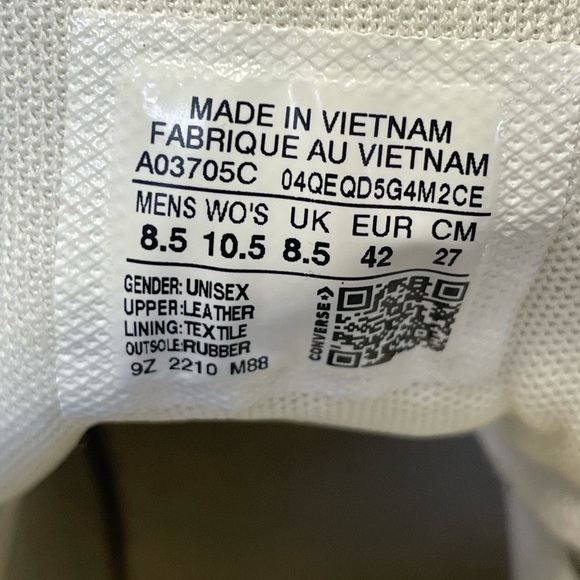 MADE IN VIETNAM
FABRIQUE AU VIETNAM
A03705C 04QEQD5G4M2CE
MENS WO'S UK EUR CM
8.5 10.5 8.5 42 27
GENDER: UNISEX
UPPER:LEATHER
LINING: TEXTILE
OUTSOLE:RUBBER
9Z 2210 M88
CONVERSE